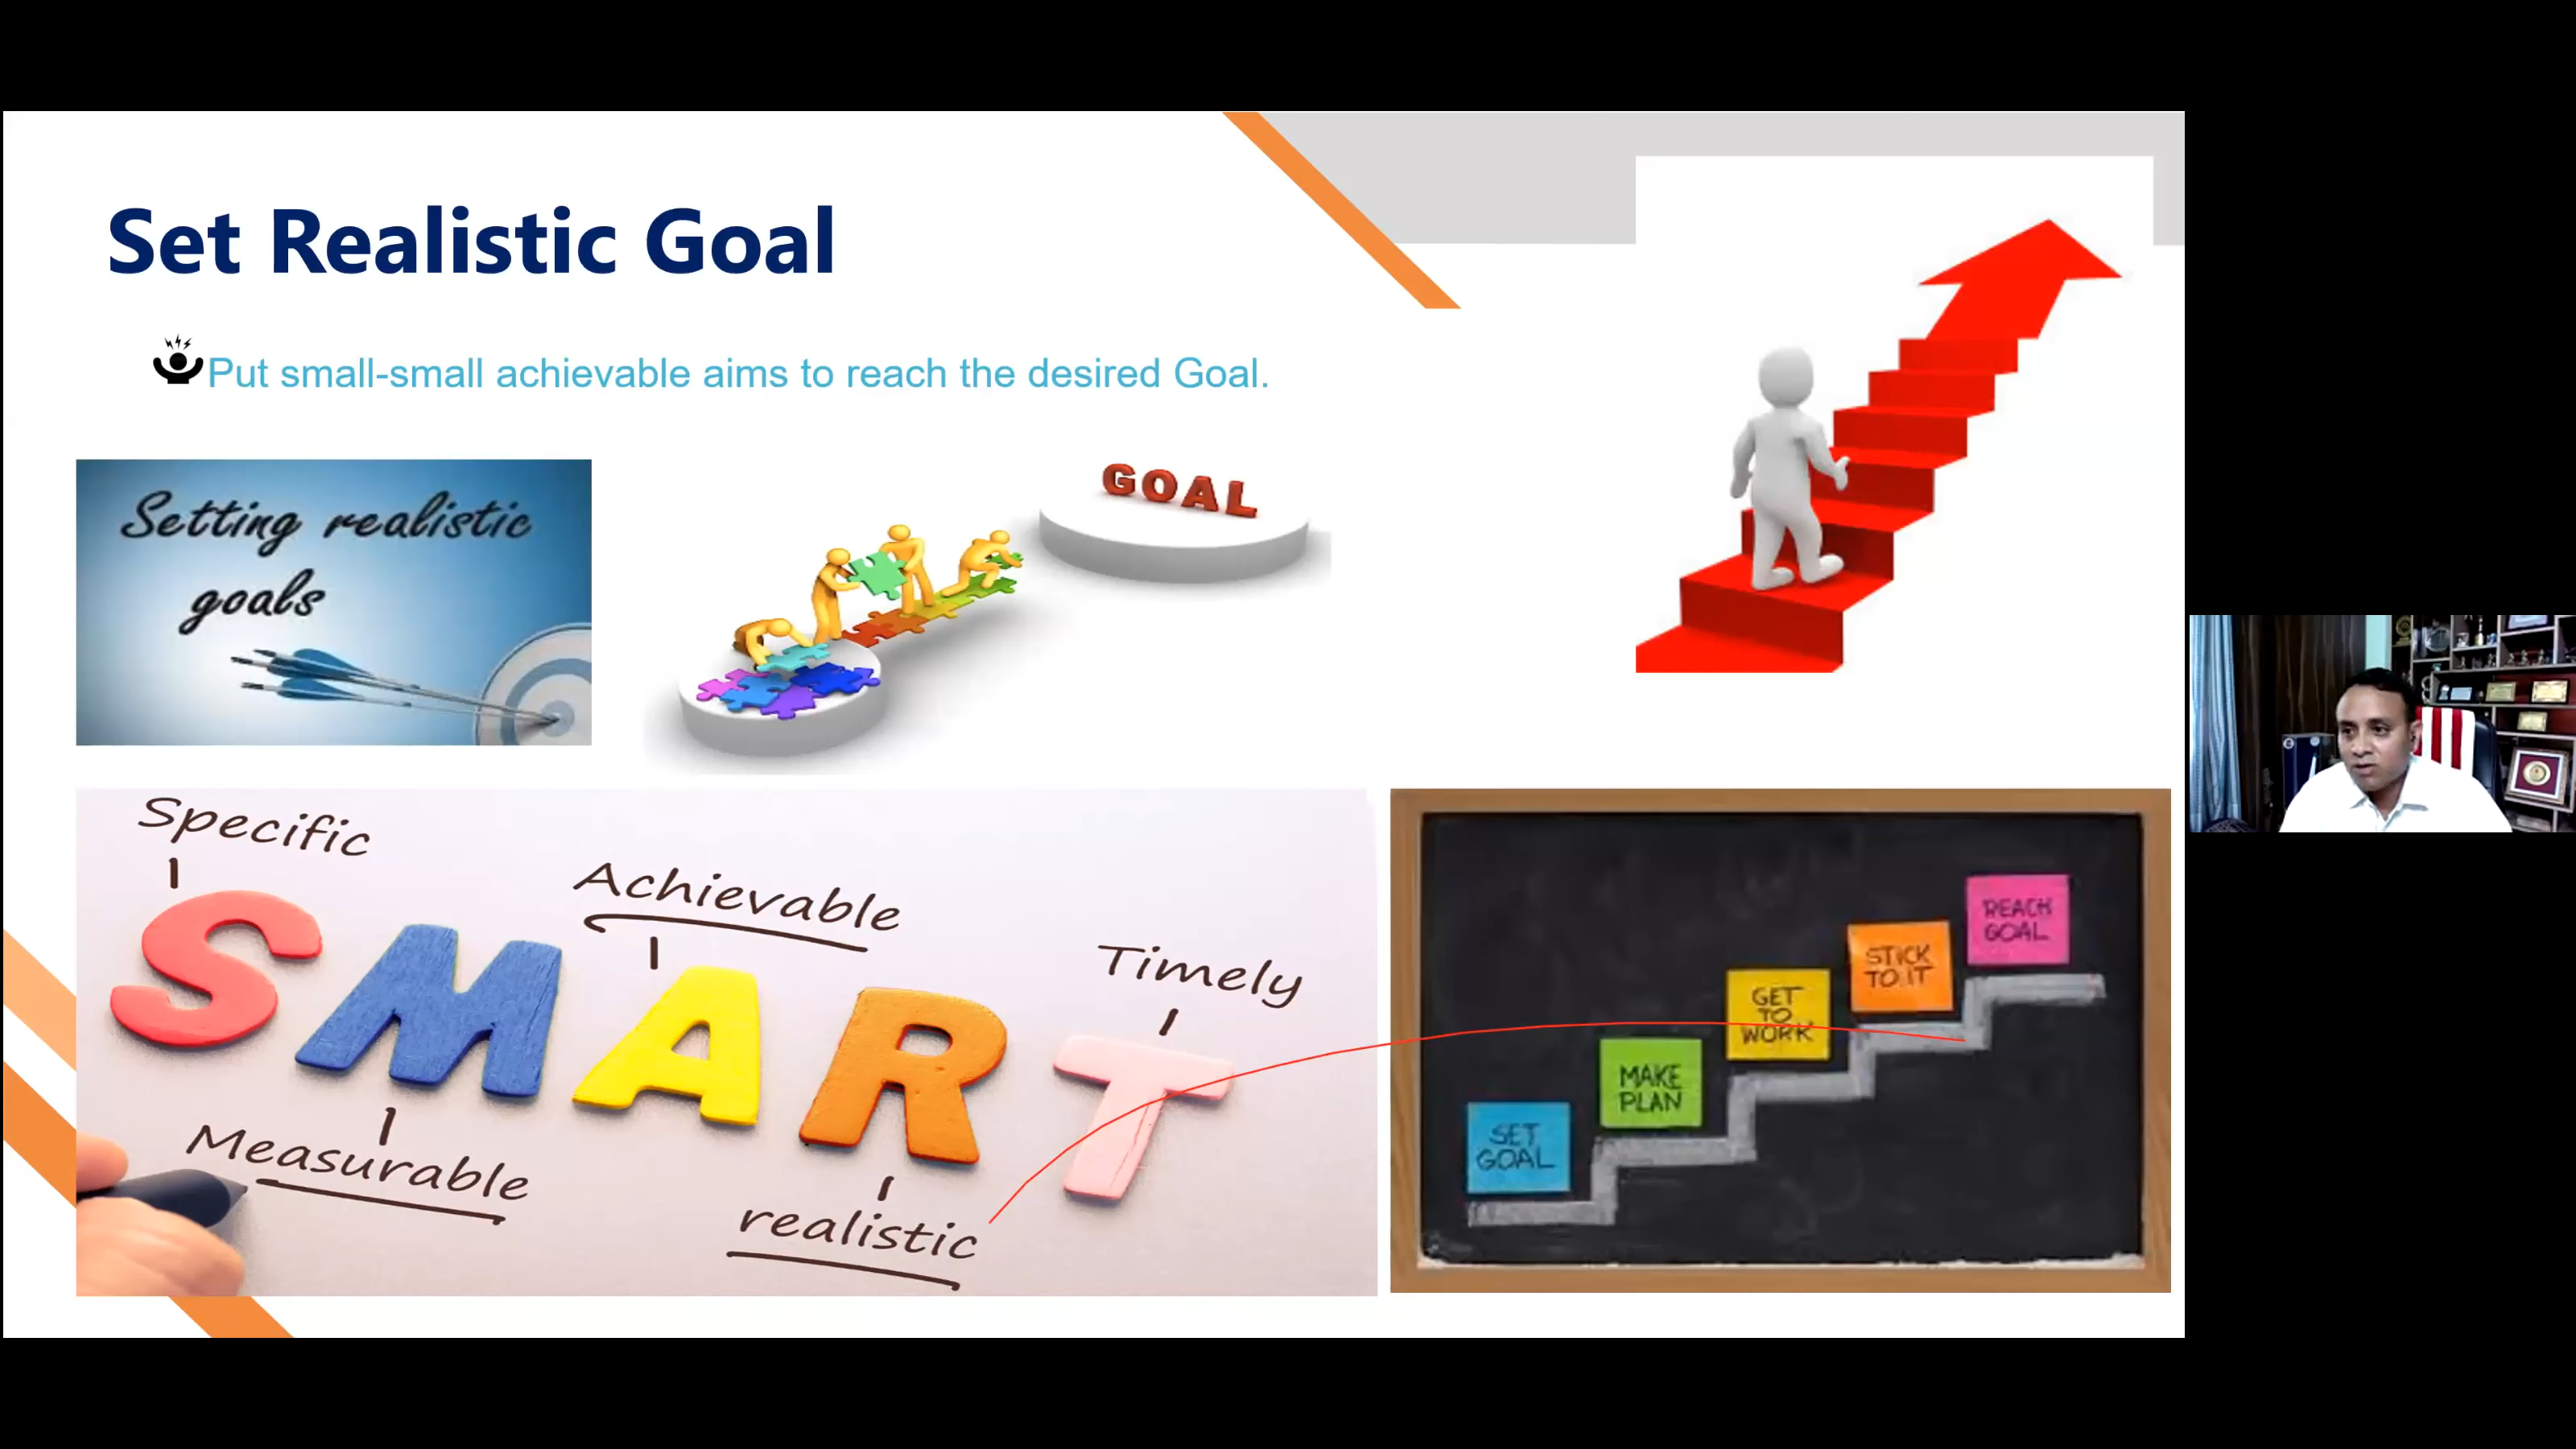 Set Realistic Goal
Put small-small achievable aims to reach the desired Goal.
Setting realistic
goals
GOAL
Specific
Achievable
Timely
SMART
Measurable
realistic
REACH
GOAL
STICK
TO IT
GET
TO
WORK
MAKE
PLAN
SET
GOAL